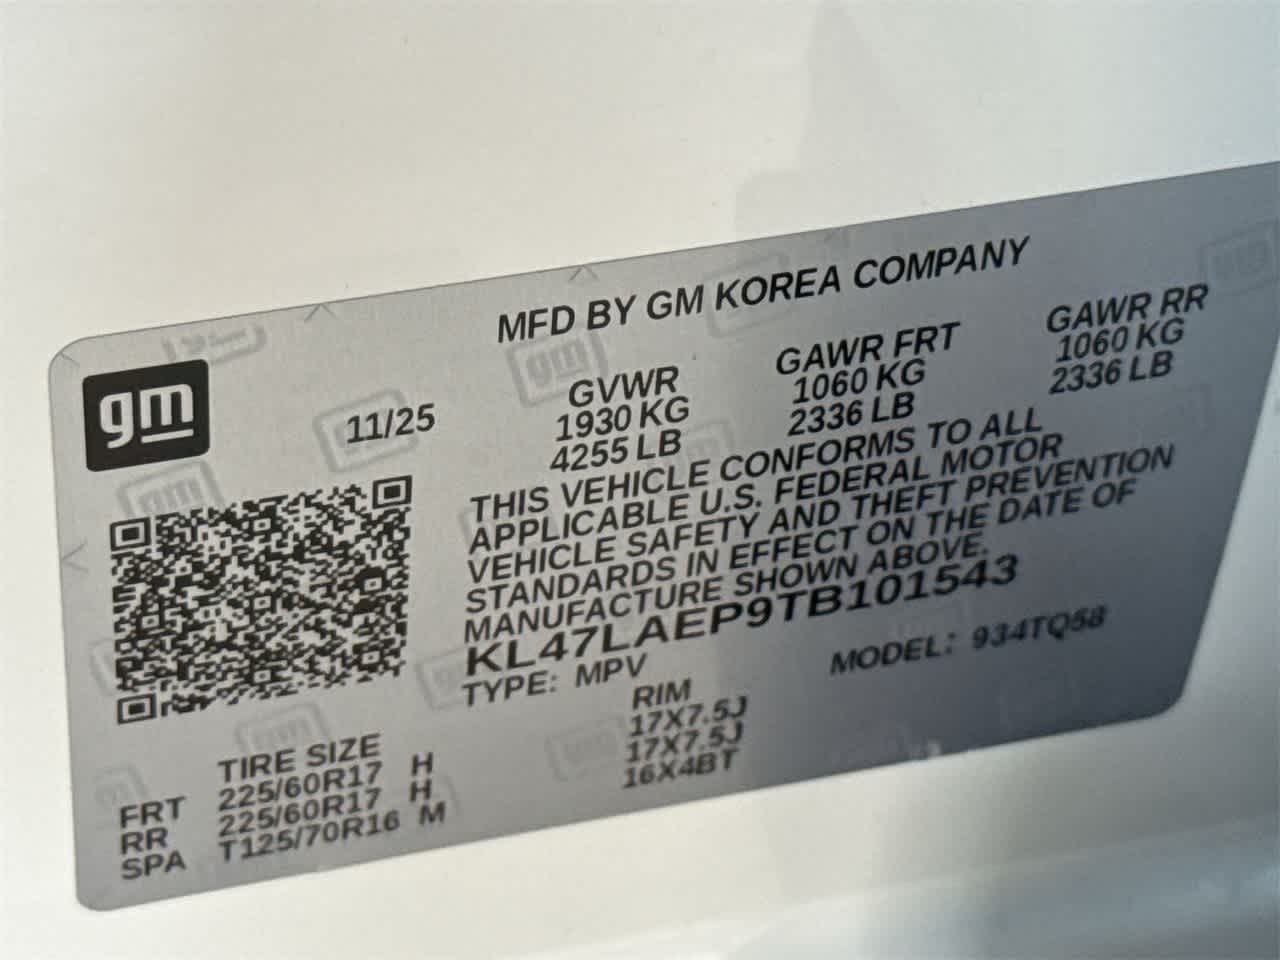 MFD BY GM KOREA COMPANY
gm
11/25
GVWR GAWR FRT GAWR RR
1930 KG 1060 KG 1060 KG
4255 LB 2336 LB 2336 LB
THIS VEHICLE CONFORMS TO ALL
APPLICABLE U.S. FEDERAL MOTOR
VEHICLE SAFETY AND THEFT PREVENTION
STANDARDS IN EFFECT ON THE DATE OF
MANUFACTURE SHOWN ABOVE.
KL47LAEP9TB101543
TYPE: MPV MODEL: 934TQ58
TIRE SIZE RIM
FRT 225/60R17 H 17X7.5J
RR 225/60R17 H 17X7.5J
SPA T125/70R16 M 16X4BT